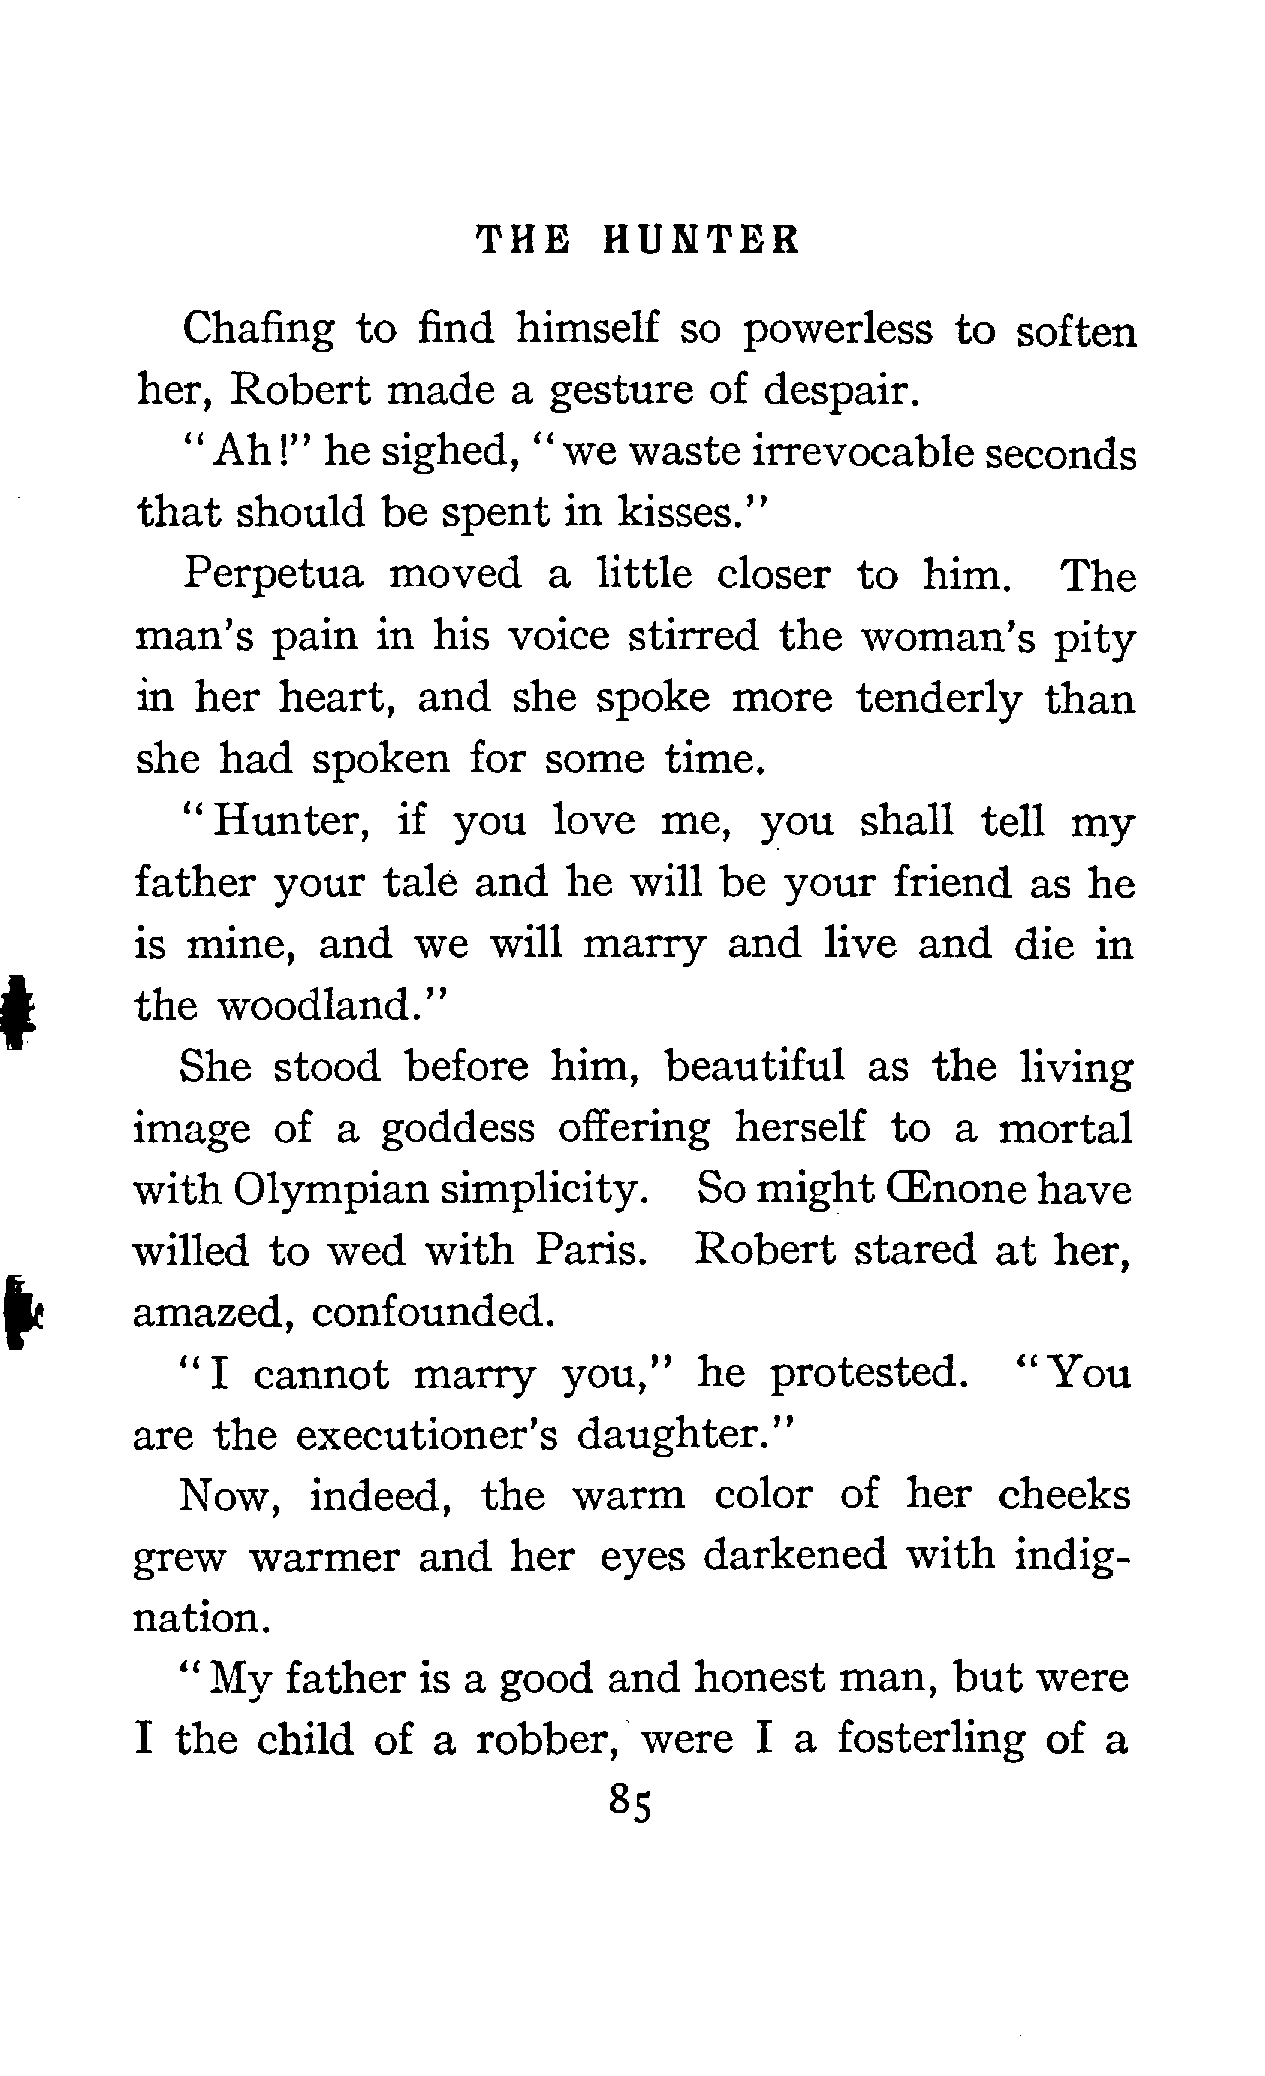 THE HUNTER
Chafing to find himself so powerless to soften
her, Robert made a gesture of despair.
"Ah!" he sighed, "we waste irrevocable seconds
that should be spent in kisses."
Perpetua moved a little closer to him. The
man's pain in his voice stirred the woman's pity
in her heart, and she spoke more tenderly than
she had spoken for some time.
"Hunter, if you love me, you shall tell my
father your tale and he will be your friend as he
is mine, and we will marry and live and die in
the woodland."
She stood before him, beautiful as the living
image of a goddess offering herself to a mortal
with Olympian simplicity. So might Œnone have
willed to wed with Paris. Robert stared at her,
amazed, confounded.
"I cannot marry you," he protested. "You
are the executioner's daughter."
Now, indeed, the warm color of her cheeks
grew warmer and her eyes darkened with indig-
nation.
"My father is a good and honest man, but were
I the child of a robber, were I a fosterling of a
85